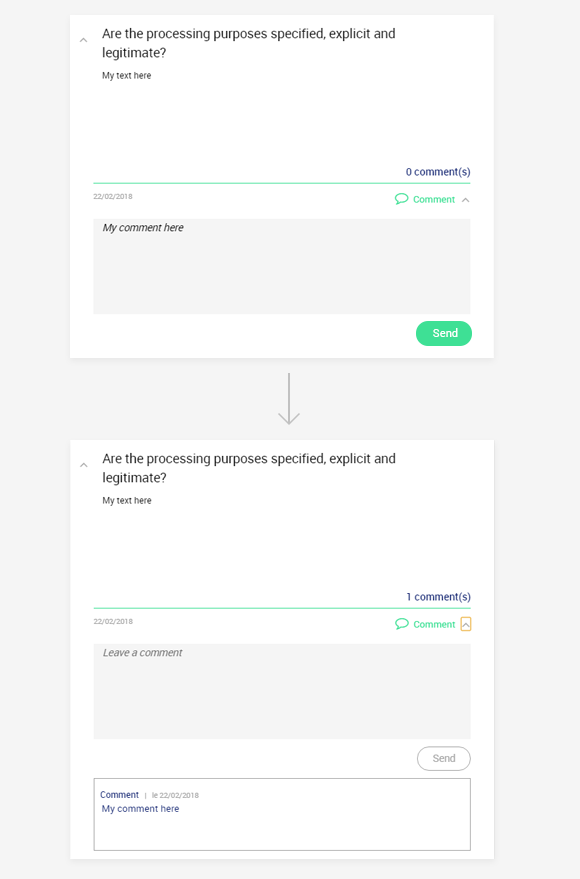 Are the processing purposes specified, explicit and
legitimate?
My text here
0 comment(s)
22/02/2018
Comment
My comment here
Send
Are the processing purposes specified, explicit and
legitimate?
My text here
1 comment(s)
22/02/2018
Comment
Leave a comment
Send
Comment | le 22/02/2018
My comment here